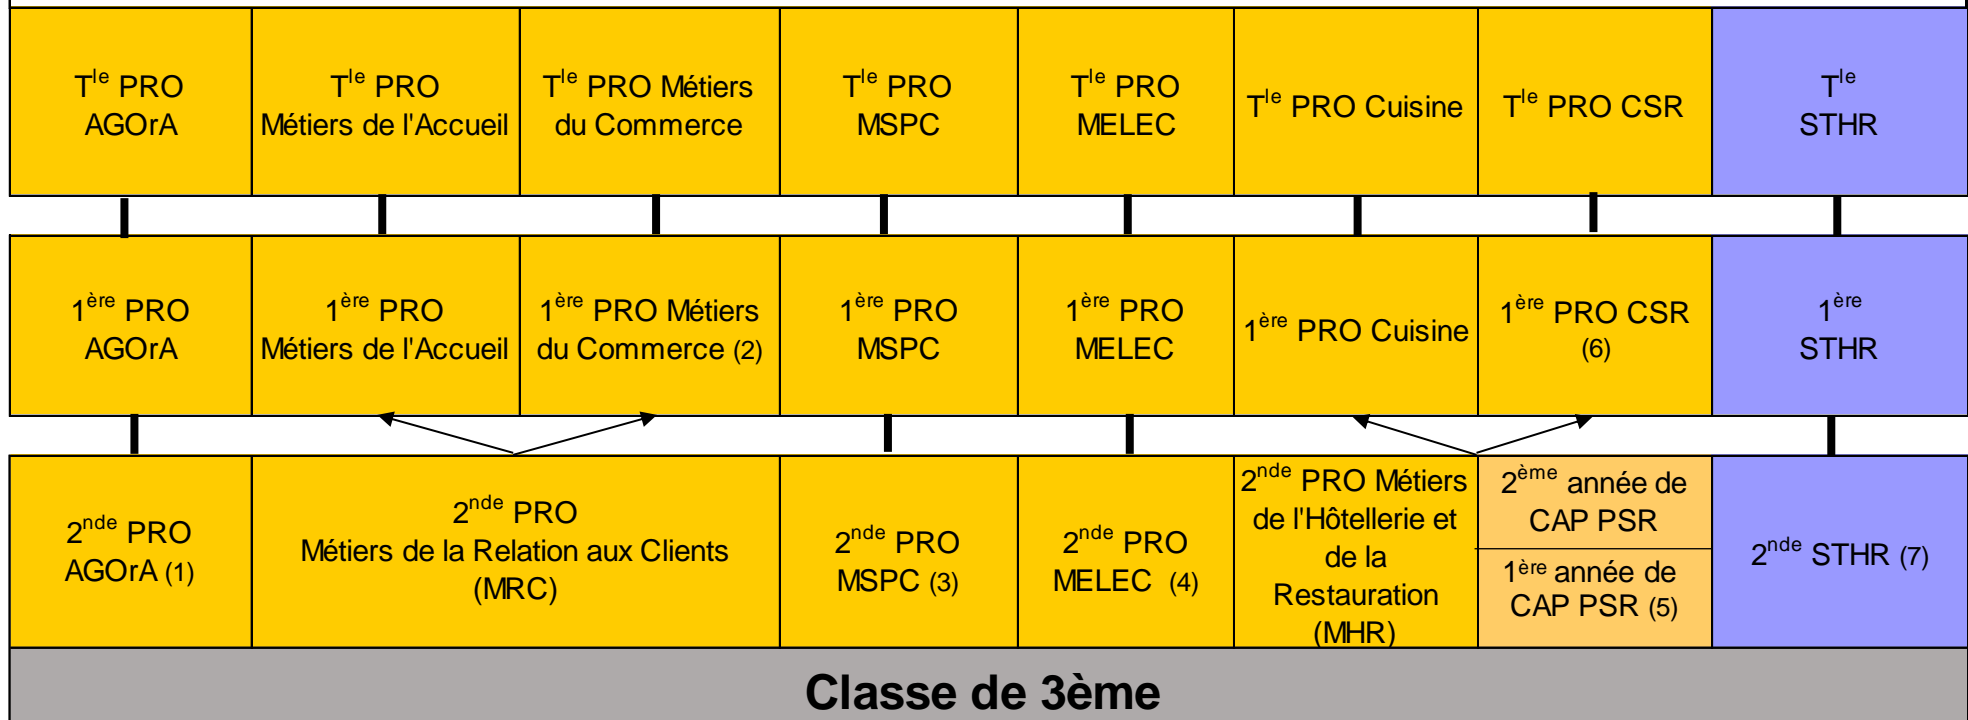 Tle PRO
AGOrA
Tle PRO
Métiers de l'Accueil
Tle PRO Métiers
du Commerce
Tle PRO
MSPC
Tle PRO
MELEC
Tle PRO Cuisine
Tle PRO CSR
Tle
STHR
1ère PRO
AGOrA
1ère PRO
Métiers de l'Accueil
1ère PRO Métiers
du Commerce (2)
1ère PRO
MSPC
1ère PRO
MELEC
1ère PRO Cuisine
1ère PRO CSR
(6)
1ère
STHR
2nde PRO
AGOrA (1)
2nde PRO
Métiers de la Relation aux Clients
(MRC)
2nde PRO
MSPC (3)
2nde PRO
MELEC (4)
2nde PRO Métiers
de l'Hôtellerie et
de la
Restauration
(MHR)
2ème année de
CAP PSR
1ère année de
CAP PSR (5)
2nde STHR (7)
Classe de 3ème